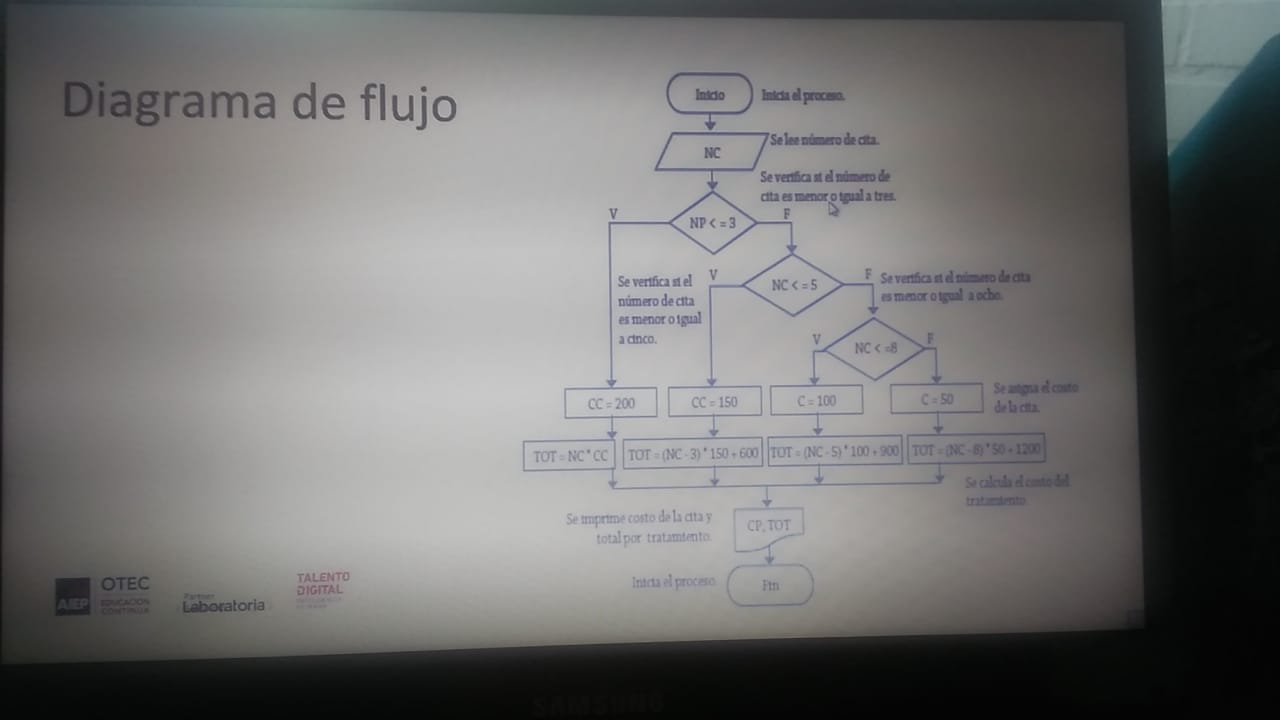 Diagrama de flujo
Inicio
Inicia el proceso.
NC
Se lee número de cita.
Se verifica si el número de
cita es menor o igual a tres.
V
NP < = 3
F
Se verifica si el
número de cita
es menor o igual
a cinco.
V
NC < = 5
F
Se verifica si el número de cita
es menor o igual a ocho.
V
NC < =8
F
CC = 200
CC = 150
C = 100
C = 50
Se asigna el costo
de la cita.
TOT = NC * CC
TOT = (NC - 3) * 150 + 600
TOT = (NC - 5) * 100 + 900
TOT = (NC - 8) * 50 + 1200
Se calcula el costo del
tratamiento
Se imprime costo de la cita y
total por tratamiento.
CP, TOT
Inicia el proceso
Fin
AIEP
OTEC
EDUCACIÓN
CONTINUA
Partner
Laboratoria
TALENTO
DIGITAL
SAMSUNG